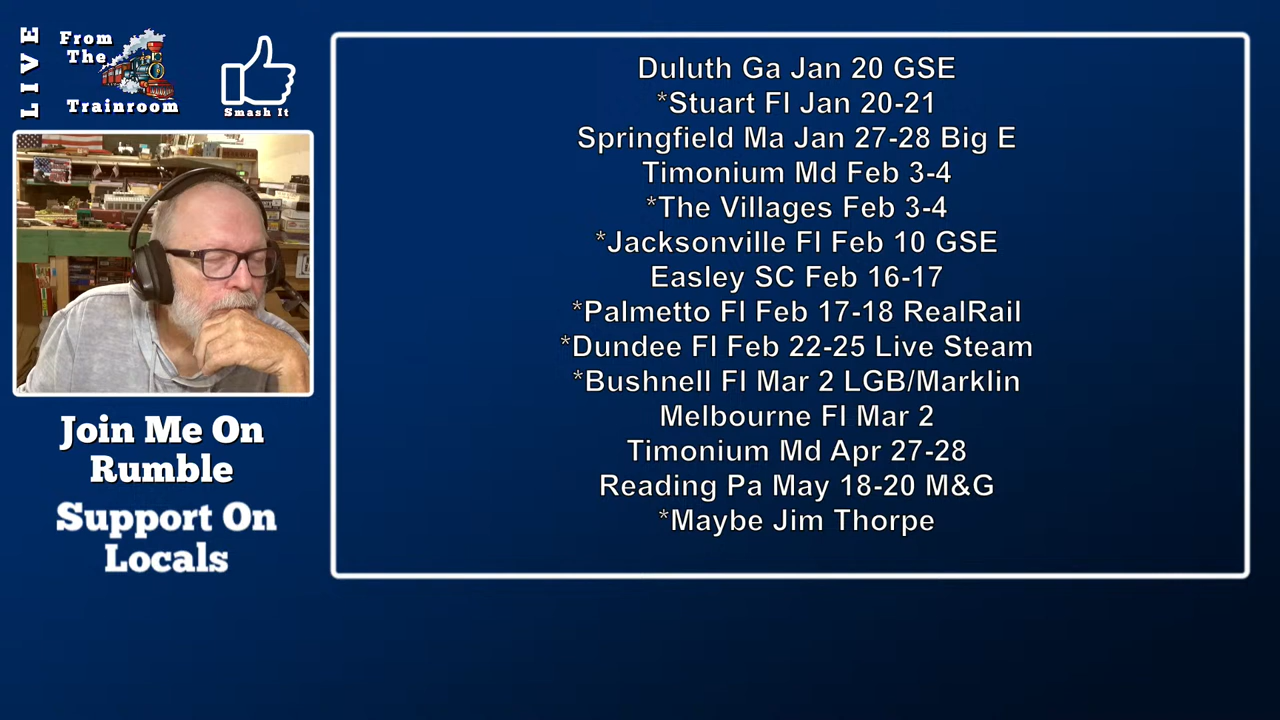 LIVE
From
The
Trainroom
Smash It
Duluth Ga Jan 20 GSE
*Stuart Fl Jan 20-21
Springfield Ma Jan 27-28 Big E
Timonium Md Feb 3-4
*The Villages Feb 3-4
*Jacksonville Fl Feb 10 GSE
Easley SC Feb 16-17
*Palmetto Fl Feb 17-18 RealRail
*Dundee Fl Feb 22-25 Live Steam
*Bushnell Fl Mar 2 LGB/Marklin
Melbourne Fl Mar 2
Timonium Md Apr 27-28
Reading Pa May 18-20 M&G
*Maybe Jim Thorpe
Join Me On
Rumble
Support On
Locals